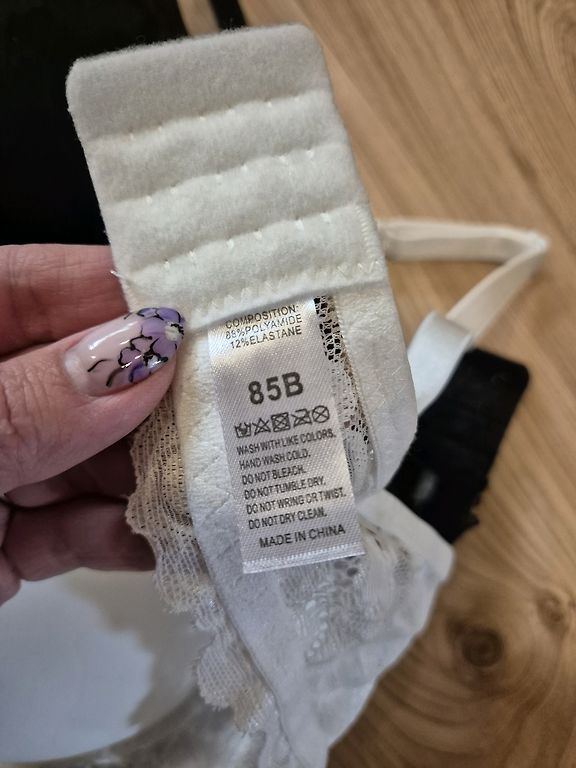 COMPOSITION:
88%POLYAMIDE
12%ELASTANE
85B
WASH WITH LIKE COLORS.
HAND WASH COLD.
DO NOT BLEACH.
DO NOT TUMBLE DRY.
DO NOT WRING OR TWIST.
DO NOT DRY CLEAN.
MADE IN CHINA